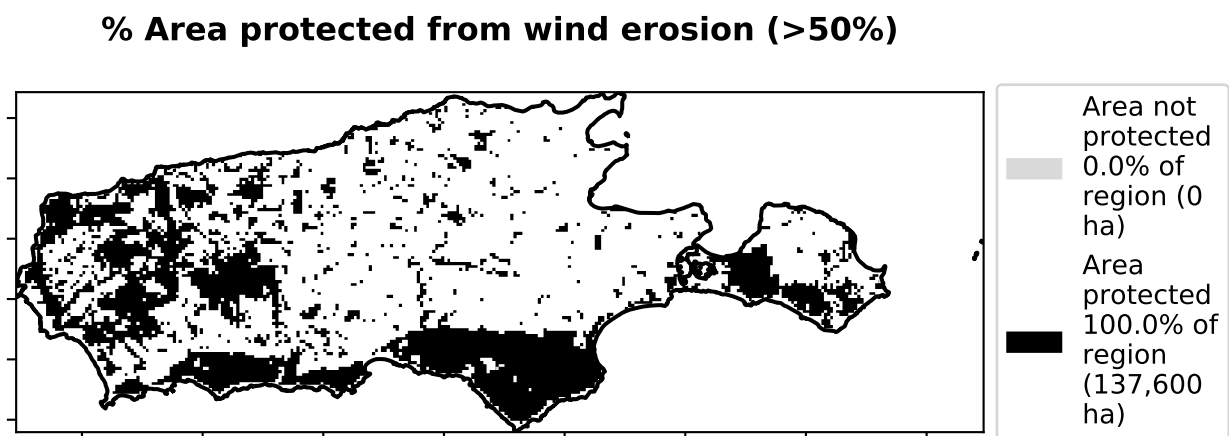 % Area protected from wind erosion (>50%)
Area not
protected
0.0% of
region (0
ha)
Area
protected
100.0% of
region
(137,600
ha)